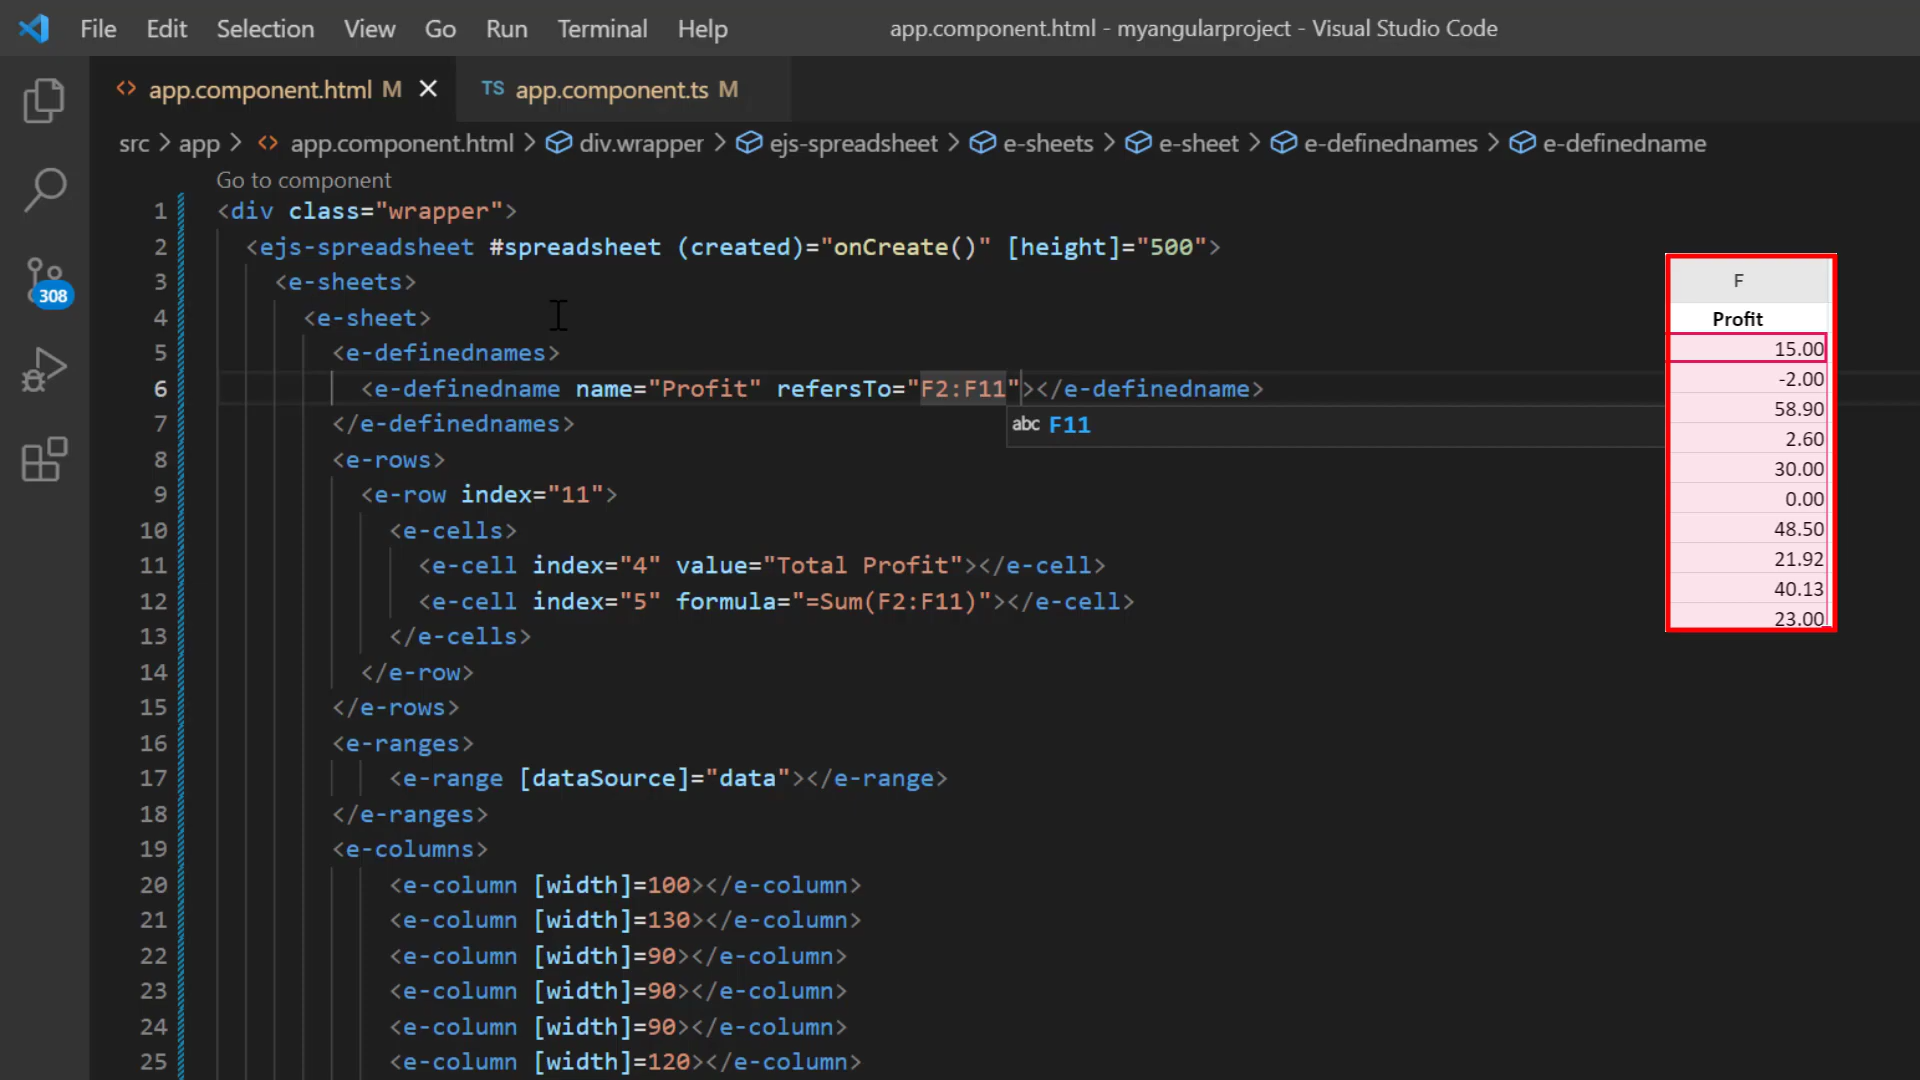 File Edit Selection View Go Run Terminal Help app.component.html - myangularproject - Visual Studio Code
app.component.html M TS app.component.ts M
src > app > app.component.html > div.wrapper > ejs-spreadsheet > e-sheets > e-sheet > e-definednames > e-definedname
Go to component
1 <div class="wrapper">
2 <ejs-spreadsheet #spreadsheet (created)="onCreate()" [height]="500">
3 <e-sheets>
4 <e-sheet>
5 <e-definednames>
6 <e-definedname name="Profit" refersTo="F2:F11"></e-definedname>
abc F11
7 </e-definednames>
8 <e-rows>
9 <e-row index="11">
10 <e-cells>
11 <e-cell index="4" value="Total Profit"></e-cell>
12 <e-cell index="5" formula="=Sum(F2:F11)"></e-cell>
13 </e-cells>
14 </e-row>
15 </e-rows>
16 <e-ranges>
17 <e-range [dataSource]="data"></e-range>
18 </e-ranges>
19 <e-columns>
20 <e-column [width]=100></e-column>
21 <e-column [width]=130></e-column>
22 <e-column [width]=90></e-column>
23 <e-column [width]=90></e-column>
24 <e-column [width]=90></e-column>
25 <e-column [width]=120></e-column>
308
F
Profit
15.00
-2.00
58.90
2.60
30.00
0.00
48.50
21.92
40.13
23.00